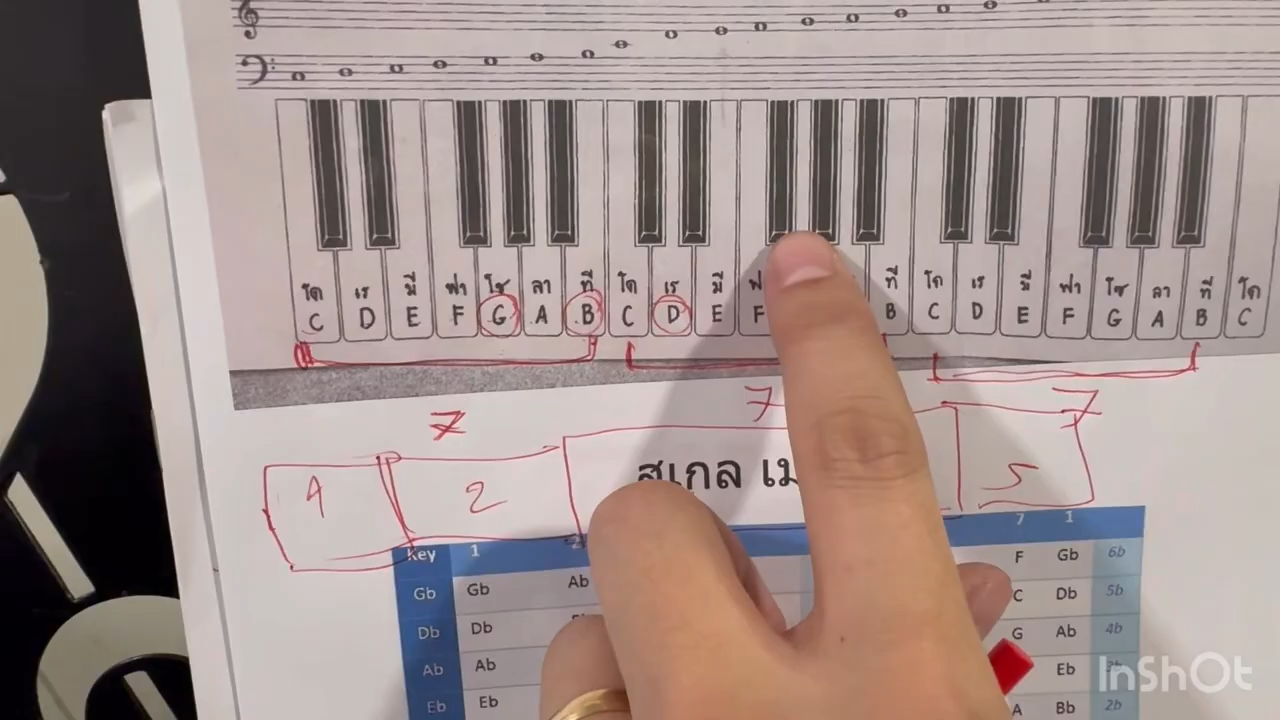 โด เร มี ฟา โซ ลา ที โด เร มี ฟ ที โด เร มี ฟา โซ ลา ที โด
C D E F G A B C D E F B C D E F G A B C
7 7 7
2 5
สเกล เม
Key 1 7 1
Gb Gb Ab F Gb 6b
Db Db C Db 5b
Ab Ab G Ab 4b
Eb Eb Eb
A Bb 2b
InShOt